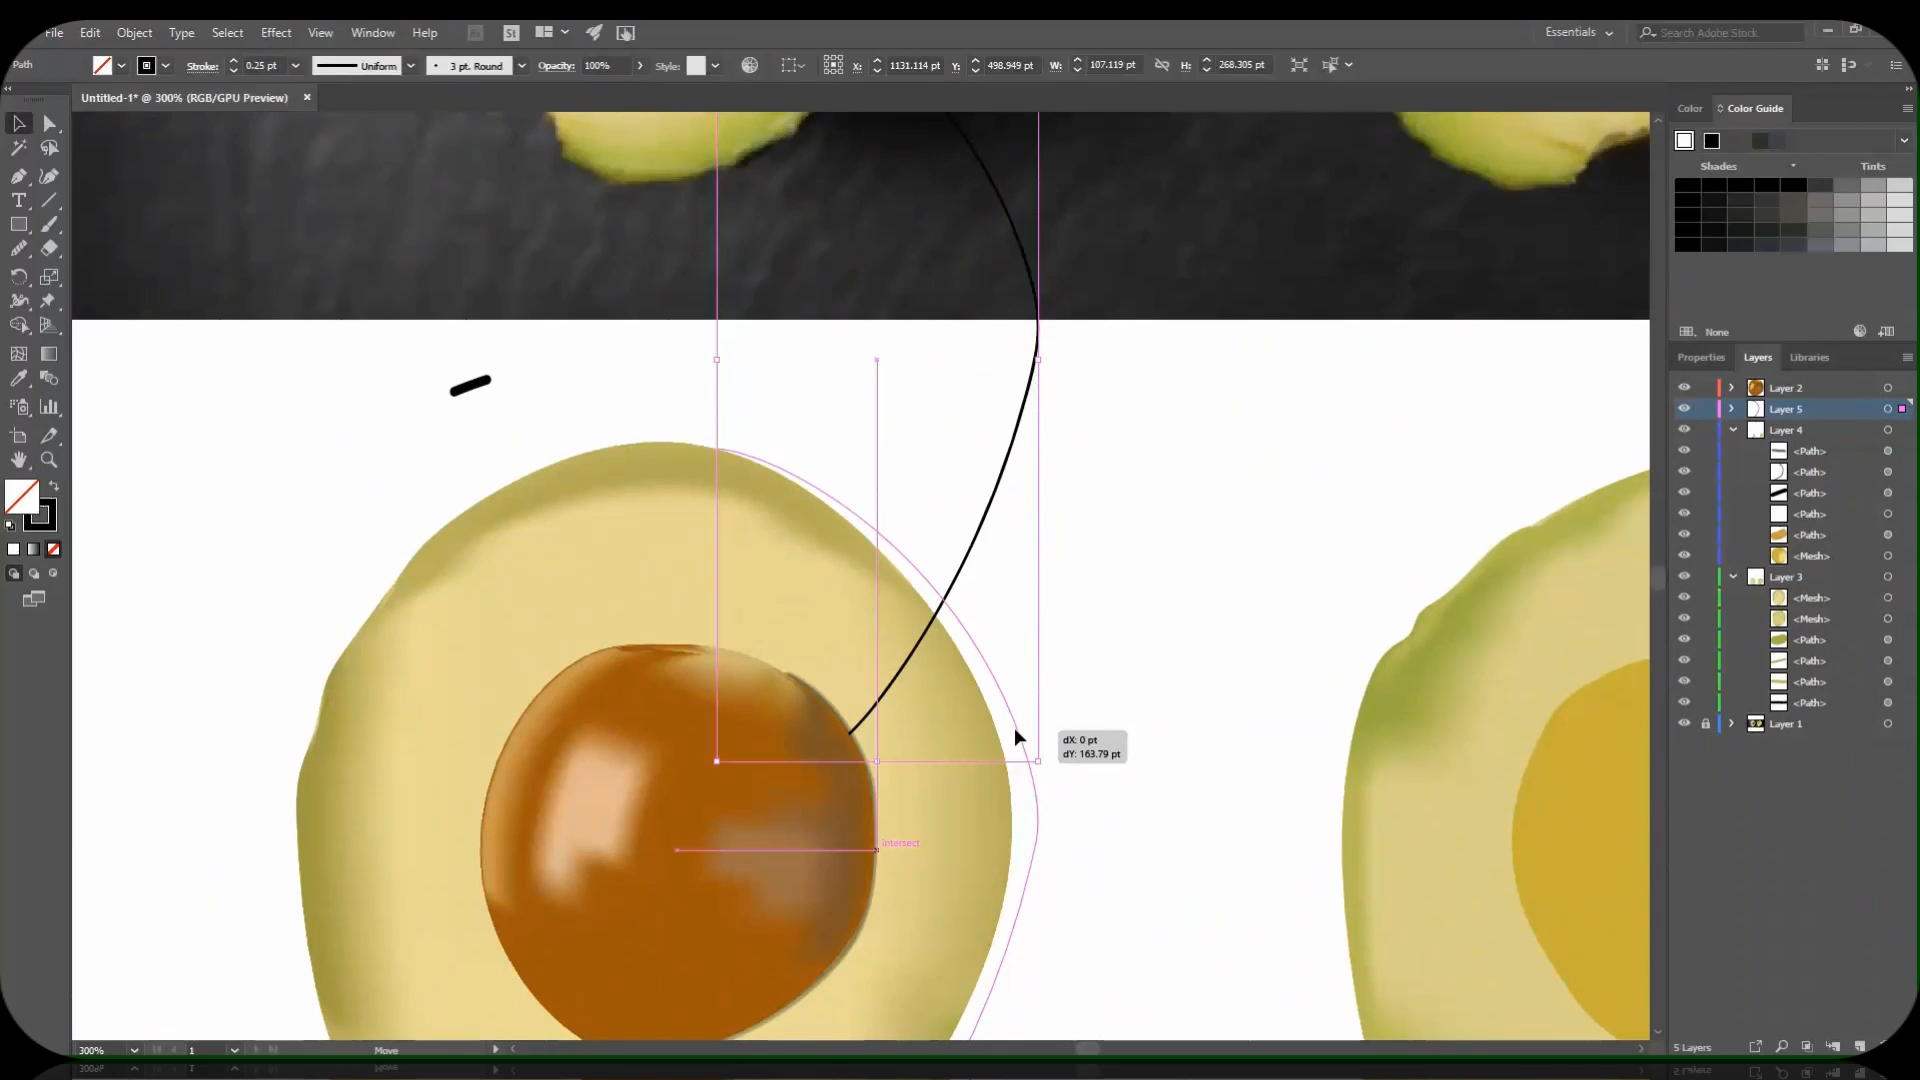 File Edit Object Type Select Effect View Window Help St Essentials Search Adobe Stock
Path Stroke: 0.25 pt Uniform 3 pt. Round Opacity: 100% Style: X: 1131.114 pt Y: 498.949 pt W: 107.119 pt H: 268.305 pt
Untitled-1* @ 300% (RGB/GPU Preview) ×
Color Color Guide
Shades Tints
None
Properties Layers Libraries
Layer 2
Layer 5
Layer 4
<Path>
<Path>
<Path>
<Path>
<Path>
<Mesh>
Layer 3
<Mesh>
<Mesh>
<Path>
<Path>
<Path>
<Path>
Layer 1
dX: 0 pt
dY: 163.79 pt
intersect
300% 1 Move 5 Layers